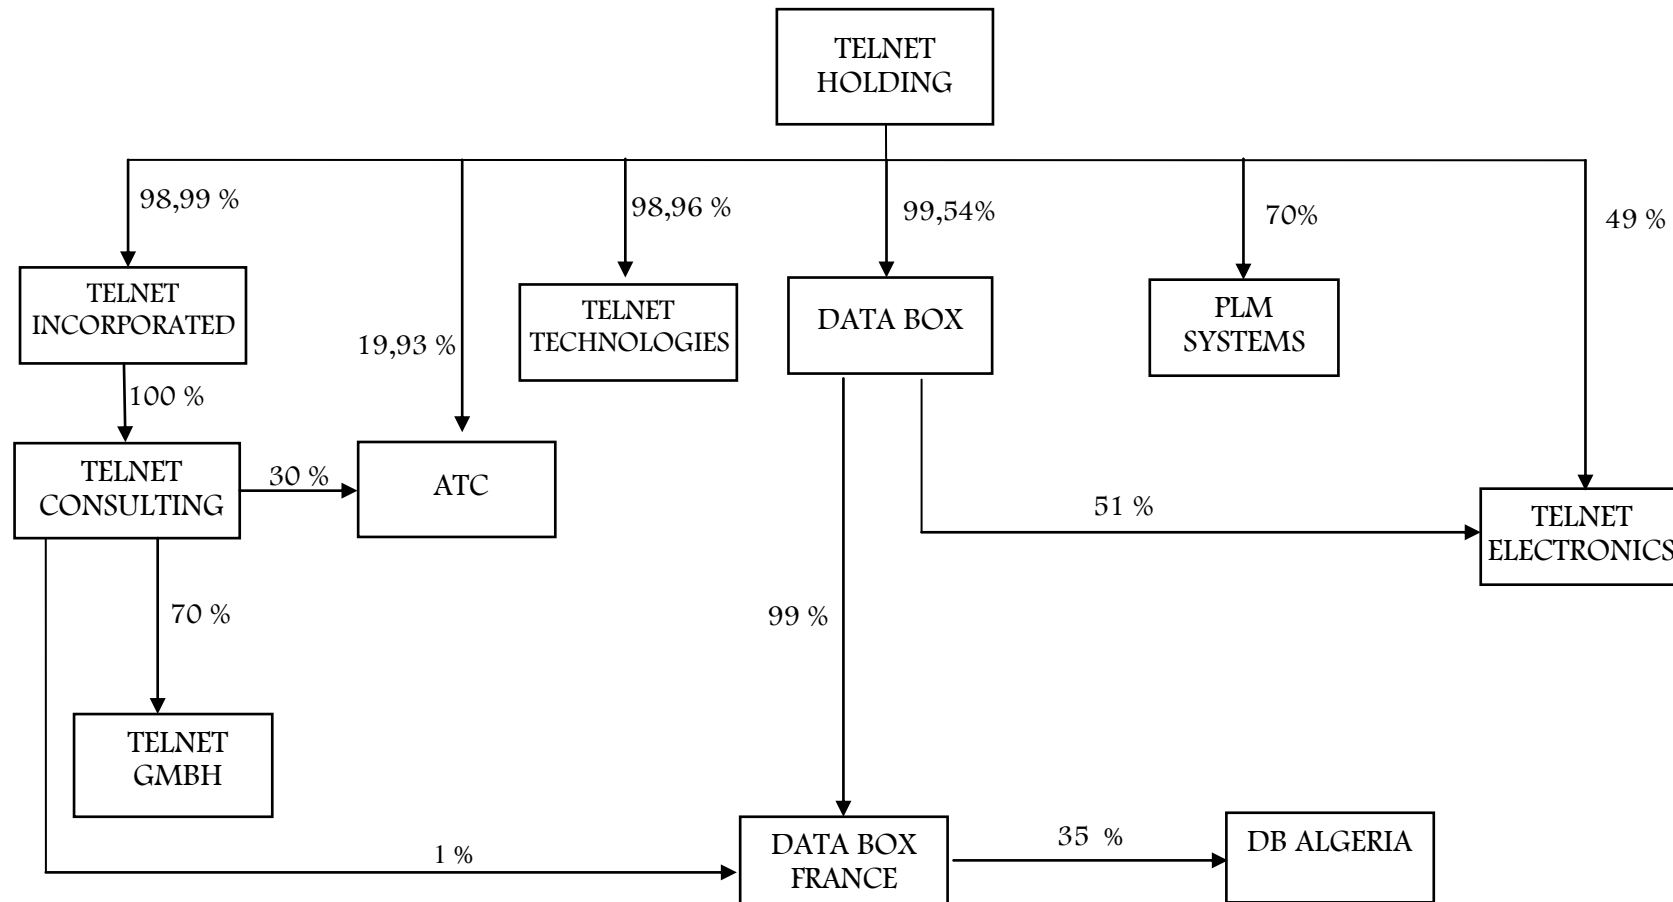 TELNET
HOLDING
98,99 %
98,96 %
99,54%
70%
49 %
TELNET
INCORPORATED
TELNET
TECHNOLOGIES
DATA BOX
PLM
SYSTEMS
19,93 %
100 %
TELNET
CONSULTING
30 %
ATC
51 %
TELNET
ELECTRONICS
70 %
99 %
TELNET
GMBH
1 %
DATA BOX
FRANCE
35 %
DB ALGERIA